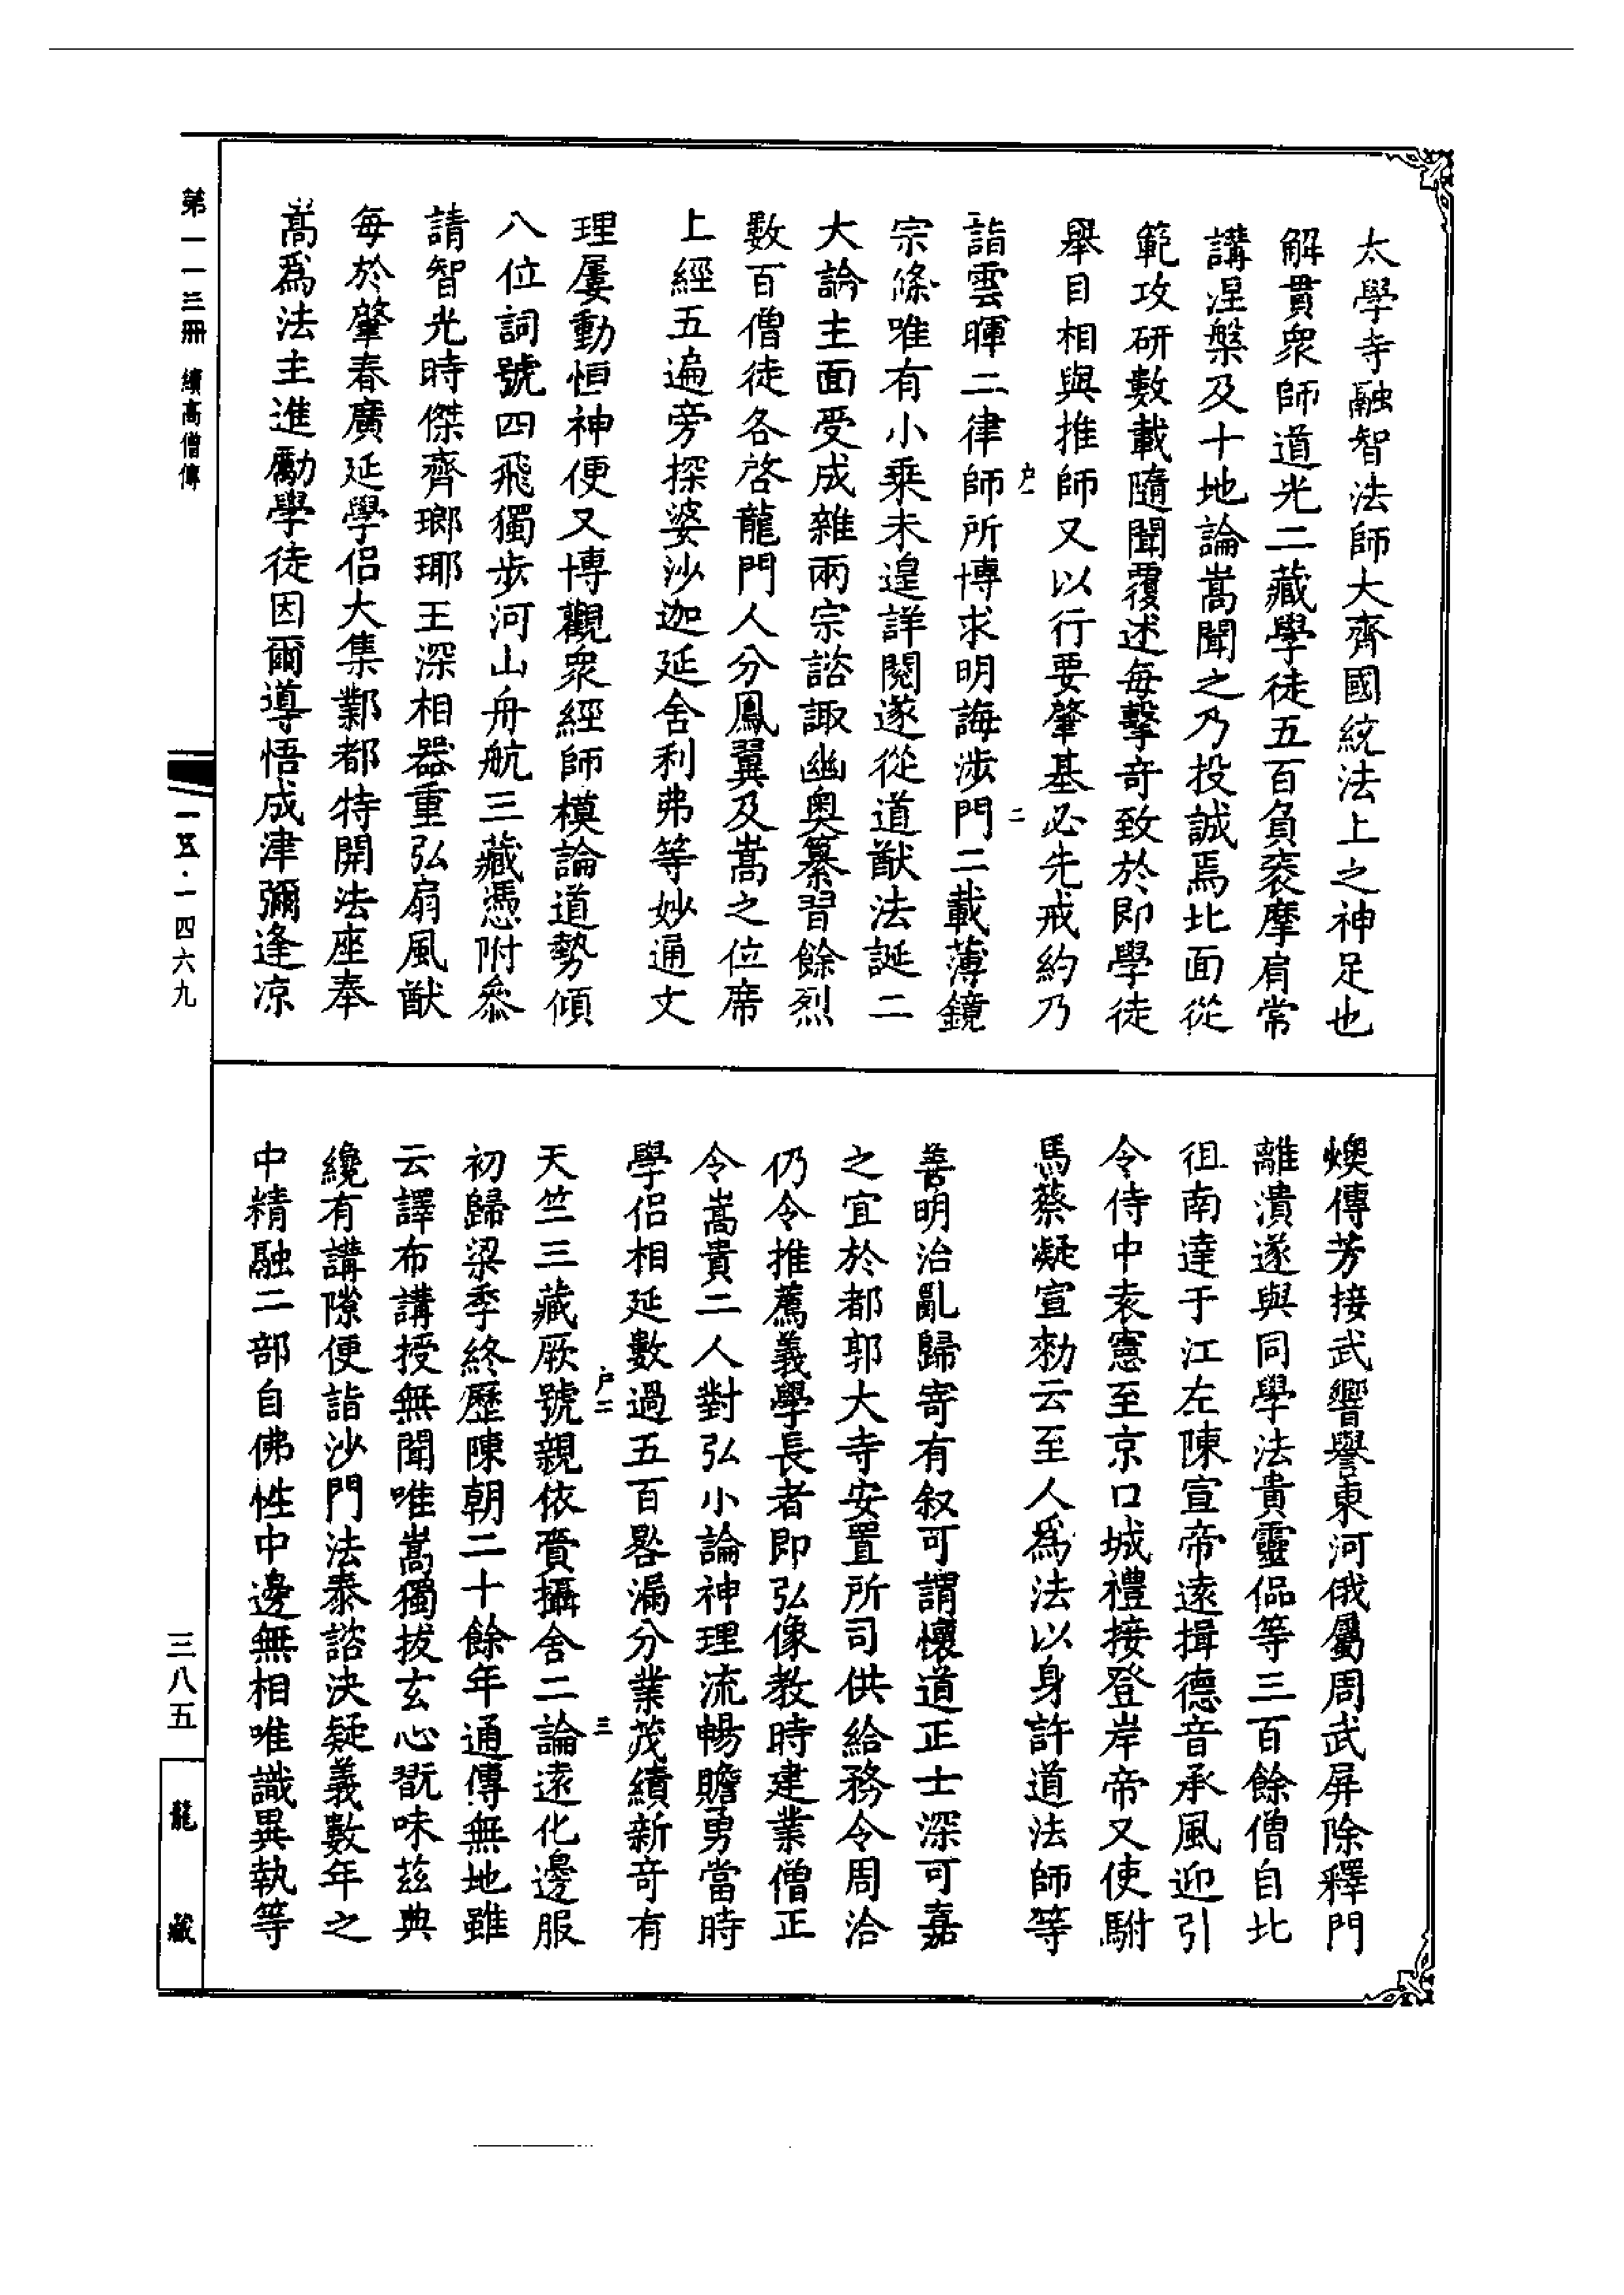 太學寺融智法師大齊國統法上之神足也
解貫衆師道光二藏學徒五百負袠摩肩常
講涅槃及十地論嵩聞之乃投誠焉北面從
範攻研數載隨聞覆述每擊奇致於即學徒
舉目相與推師又以行要肇基必先戒約乃
户一 二
詣雲暉二律師所博求明誨涉門二載薄鏡
宗條唯有小乘未遑詳閱遂從道猷法誕二
大論主面受成雜兩宗諮諏幽奧纂習餘烈
數百僧徒各啓龍門人分鳳翼及嵩之位席
上經五遍旁探婆沙迦延舍利弗等妙通文
理屢動恒神便又博觀衆經師模論道勢傾
八位詞號四飛獨步河山舟航三藏憑附叅
請智光時傑齊瑯琊王深相器重弘扇風猷
每於肇春廣延學侶大集鄴都特開法座奉
嵩爲法主進勵學徒因爾導悟成津彌逢凉
燠傳芳接武響譽東河俄屬周武屏除釋門
離潰遂與同學法貴靈侃等三百餘僧自北
徂南達于江左陳宣帝遠揖德音承風迎引
令侍中袁憲至京口城禮接登岸帝又使駙
馬蔡凝宣勑云至人爲法以身許道法師等
善明治亂歸寄有叙可謂懷道正士深可嘉
之宜於都郭大寺安置所司供給務令周洽
仍令推薦義學長者即弘像教時建業僧正
令嵩貴二人對弘小論神理流暢贍勇當時
學侶相延數過五百晷漏分業茂績新奇有
户二 三
天竺三藏厥號親依賷攝舍二論遠化邊服
初歸梁季終歷陳朝二十餘年通傳無地雖
云譯布講授無聞唯嵩獨拔玄心翫味兹典
纔有講隙便詣沙門法泰諮決疑義數年之
中精融二部自佛性中邊無相唯識異執等
第一一三册 續高僧傳
一五·一四六九
三八五
龍藏